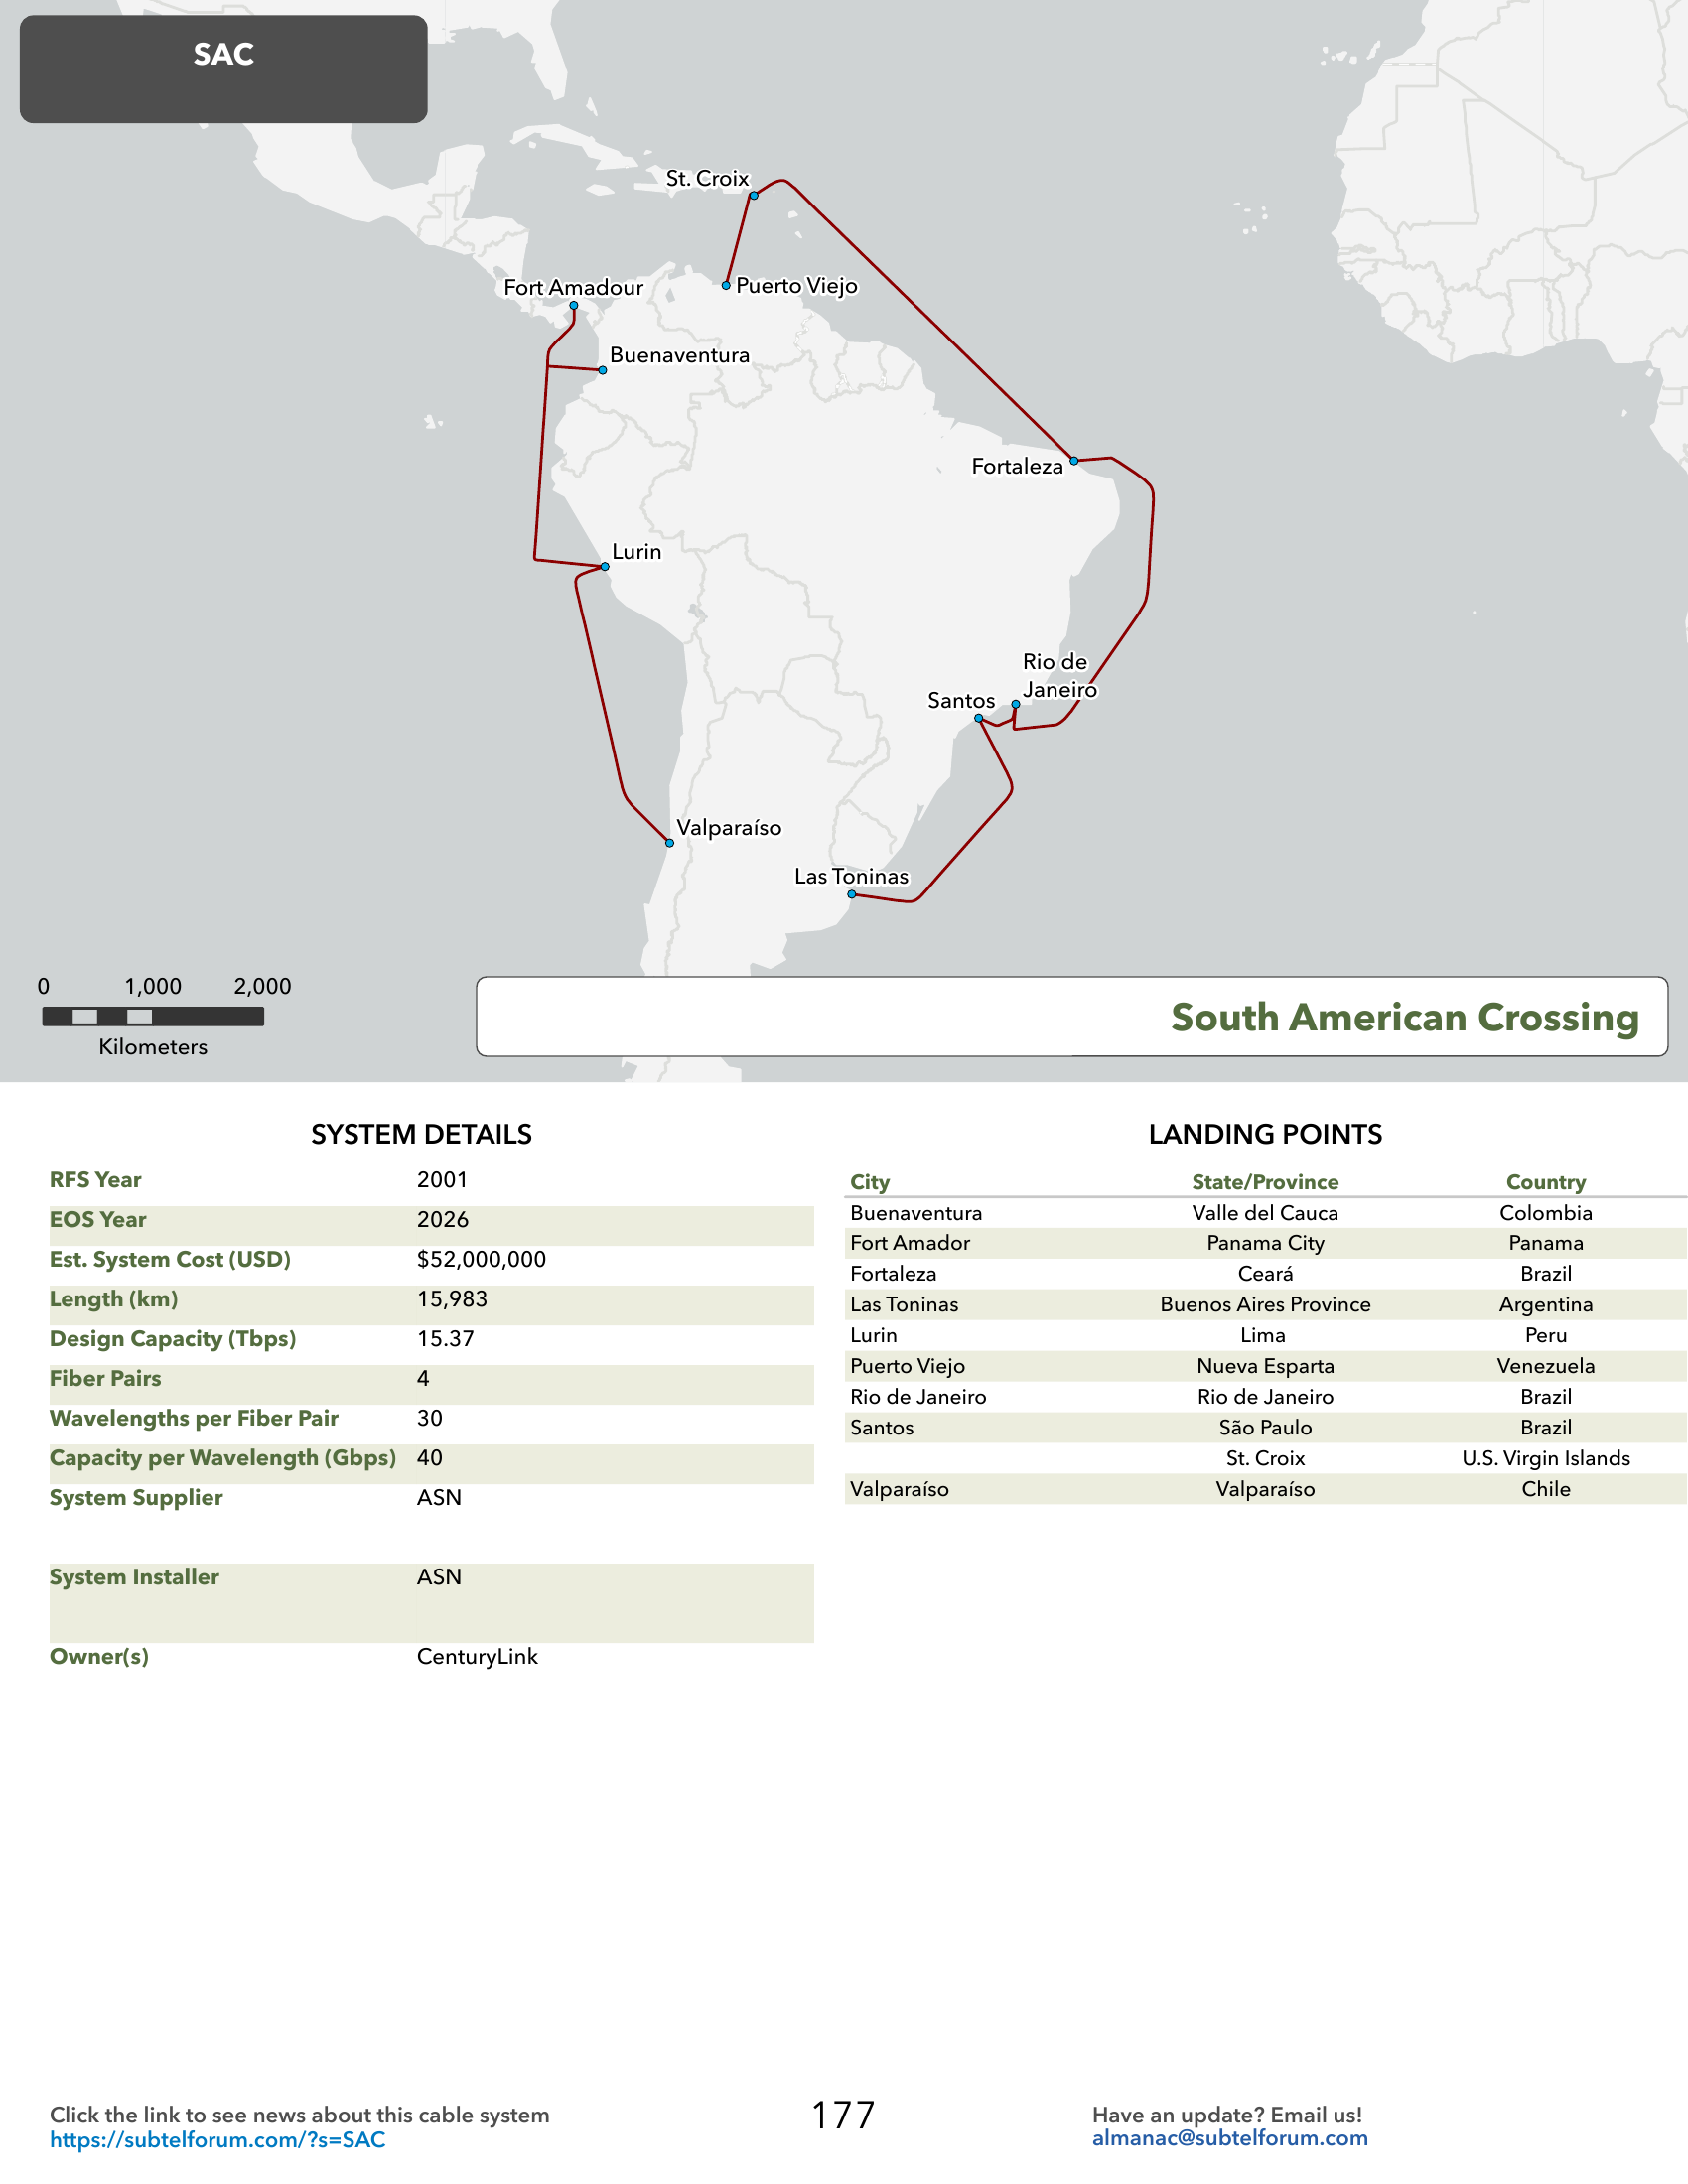 SAC
St. Croix
Fort Amadour
Puerto Viejo
Buenaventura
Fortaleza
Lurin
Rio de
Janeiro
Santos
Valparaíso
Las Toninas
0 1,000 2,000
Kilometers
South American Crossing
SYSTEM DETAILS
RFS Year 2001
EOS Year 2026
Est. System Cost (USD) $52,000,000
Length (km) 15,983
Design Capacity (Tbps) 15.37
Fiber Pairs 4
Wavelengths per Fiber Pair 30
Capacity per Wavelength (Gbps) 40
System Supplier ASN
System Installer ASN
Owner(s) CenturyLink
LANDING POINTS
City State/Province Country
Buenaventura Valle del Cauca Colombia
Fort Amador Panama City Panama
Fortaleza Ceará Brazil
Las Toninas Buenos Aires Province Argentina
Lurin Lima Peru
Puerto Viejo Nueva Esparta Venezuela
Rio de Janeiro Rio de Janeiro Brazil
Santos São Paulo Brazil
St. Croix U.S. Virgin Islands
Valparaíso Valparaíso Chile
Click the link to see news about this cable system
https://subtelforum.com/?s=SAC
177
Have an update? Email us!
almanac@subtelforum.com